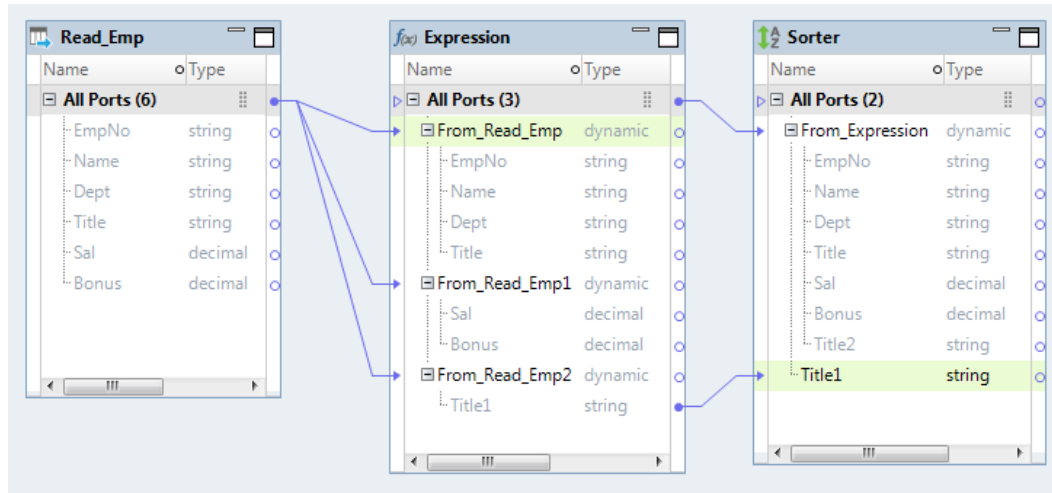 Read_Emp
Name Type
All Ports (6)
EmpNo string
Name string
Dept string
Title string
Sal decimal
Bonus decimal
f(x) Expression
Name Type
All Ports (3)
From_Read_Emp dynamic
EmpNo string
Name string
Dept string
Title string
From_Read_Emp1 dynamic
Sal decimal
Bonus decimal
From_Read_Emp2 dynamic
Title1 string
A Z Sorter
Name Type
All Ports (2)
From_Expression dynamic
EmpNo string
Name string
Dept string
Title string
Sal decimal
Bonus decimal
Title2 string
Title1 string